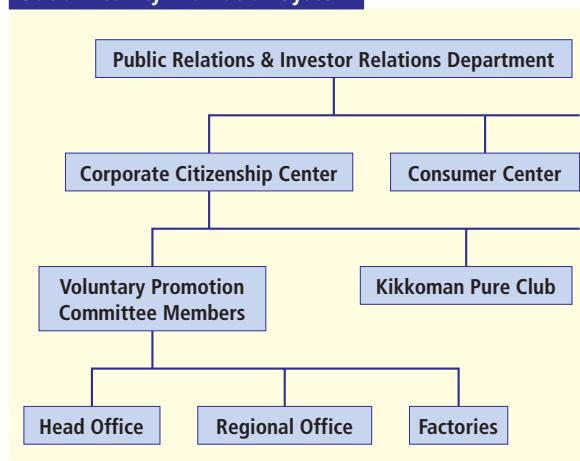 Public Relations & Investor Relations Department
Corporate Citizenship Center
Consumer Center
Voluntary Promotion
Committee Members
Kikkoman Pure Club
Head Office
Regional Office
Factories